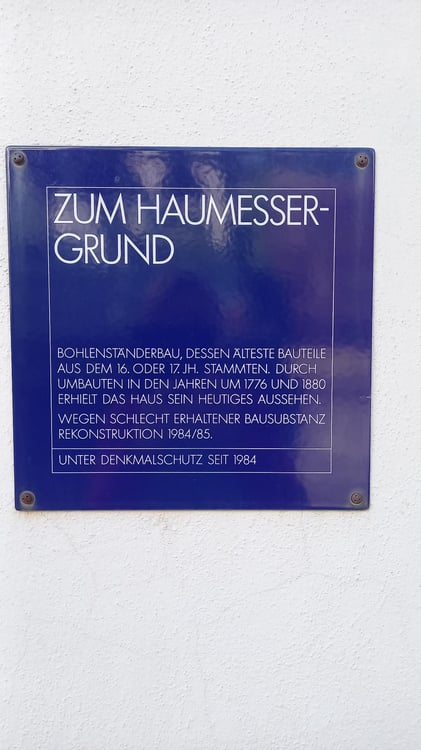 ZUM HAUMESSER-
GRUND
BOHLENSTÄNDERBAU, DESSEN ÄLTESTE BAUTEILE
AUS DEM 16. ODER 17. JH. STAMMTEN. DURCH
UMBAUTEN IN DEN JAHREN UM 1776 UND 1880
ERHIELT DAS HAUS SEIN HEUTIGES AUSSEHEN.
WEGEN SCHLECHT ERHALTENER BAUSUBSTANZ
REKONSTRUKTION 1984/85.
UNTER DENKMALSCHUTZ SEIT 1984